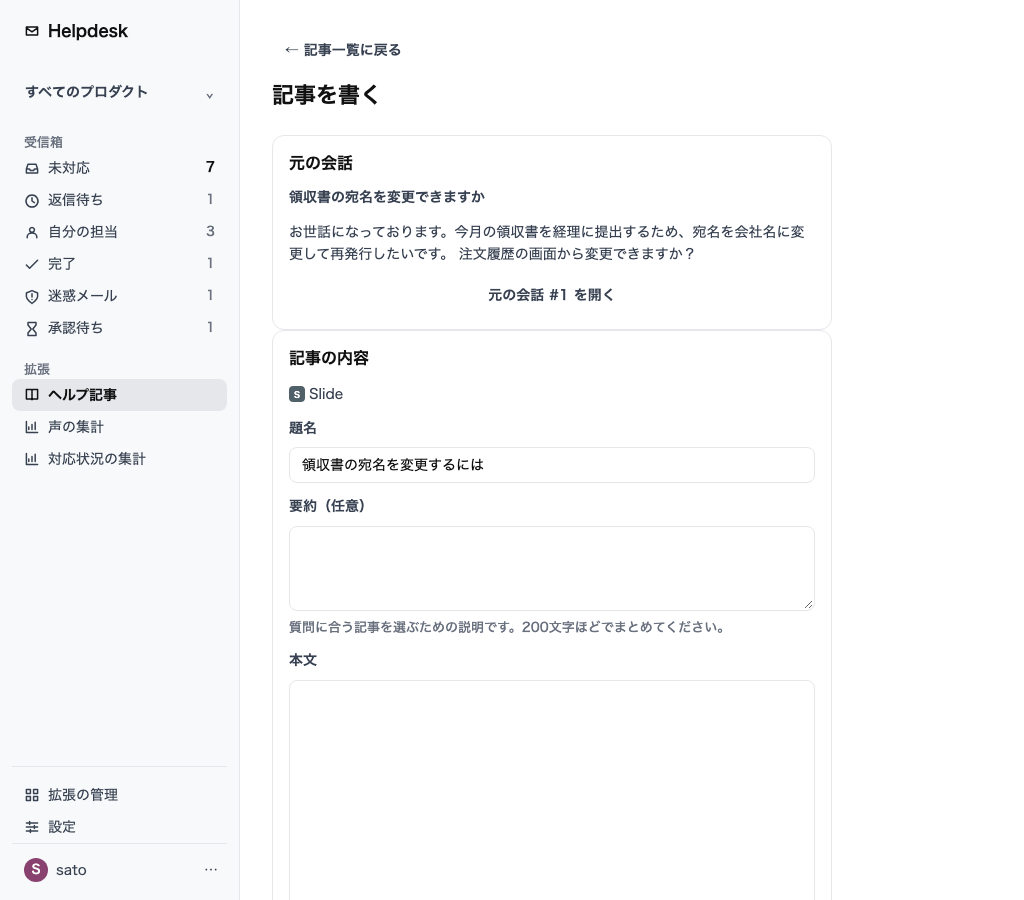 Helpdesk
すべてのプロダクト
受信箱
未対応 7
返信待ち 1
自分の担当 3
完了 1
迷惑メール 1
承認待ち 1
拡張
ヘルプ記事
声の集計
対応状況の集計
拡張の管理
設定
S sato …
← 記事一覧に戻る
記事を書く
元の会話
領収書の宛名を変更できますか
お世話になっております。今月の領収書を経理に提出するため、宛名を会社名に変
更して再発行したいです。 注文履歴の画面から変更できますか？
元の会話 #1 を開く
記事の内容
S Slide
題名
領収書の宛名を変更するには
要約（任意）
質問に合う記事を選ぶための説明です。200文字ほどでまとめてください。
本文